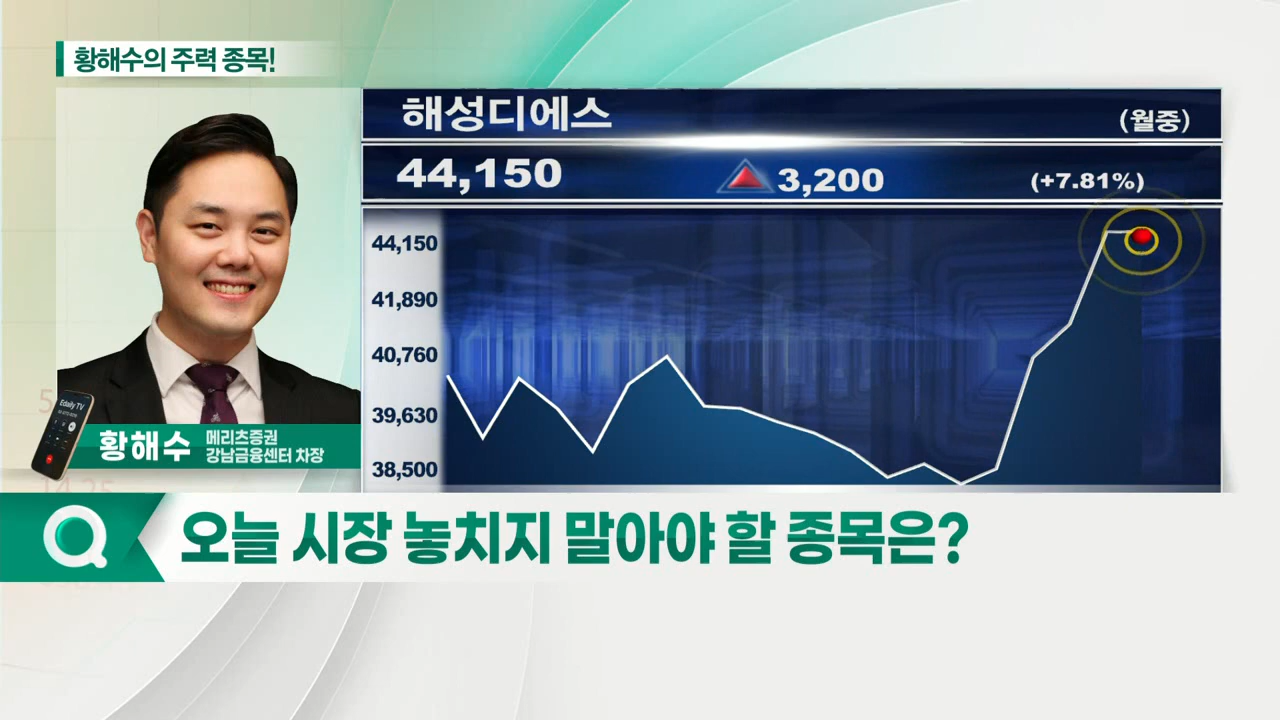 황해수의 주력 종목!
해성디에스
(월중)
44,150
3,200
(+7.81%)
44,150
41,890
40,760
39,630
38,500
Edaily TV
황해수
메리츠증권
강남금융센터 차장
오늘 시장 놓치지 말아야 할 종목은?